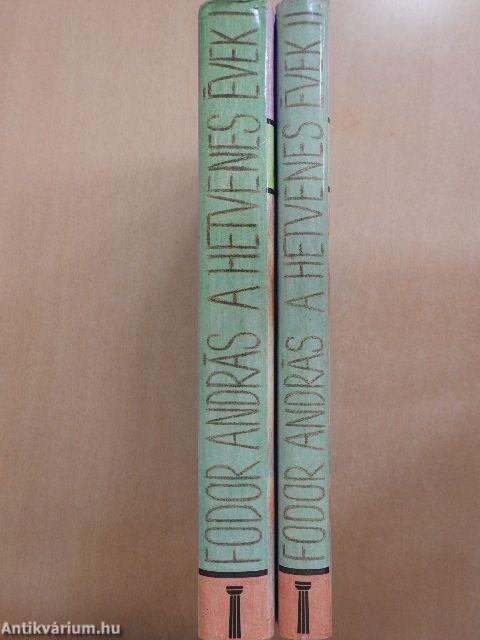 FODOR ANDRÁS A HETVENES ÉVEK I
FODOR ANDRÁS A HETVENES ÉVEK II
Antikvárium.hu